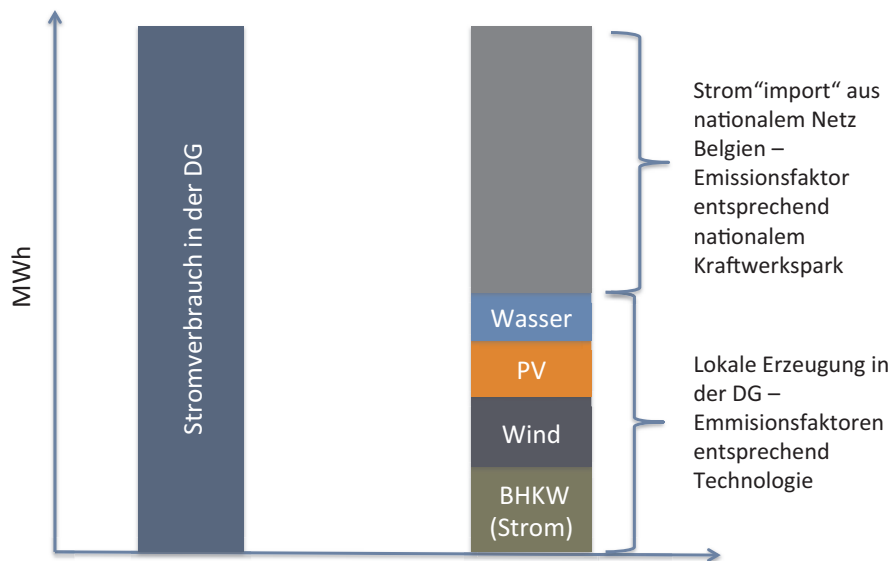 MWh
Stromverbrauch in der DG
Wasser
PV
Wind
BHKW
(Strom)
Strom“import“ aus
nationalem Netz
Belgien –
Emissionsfaktor
entsprechend
nationalem
Kraftwerkspark
Lokale Erzeugung in
der DG –
Emmisionsfaktoren
entsprechend
Technologie